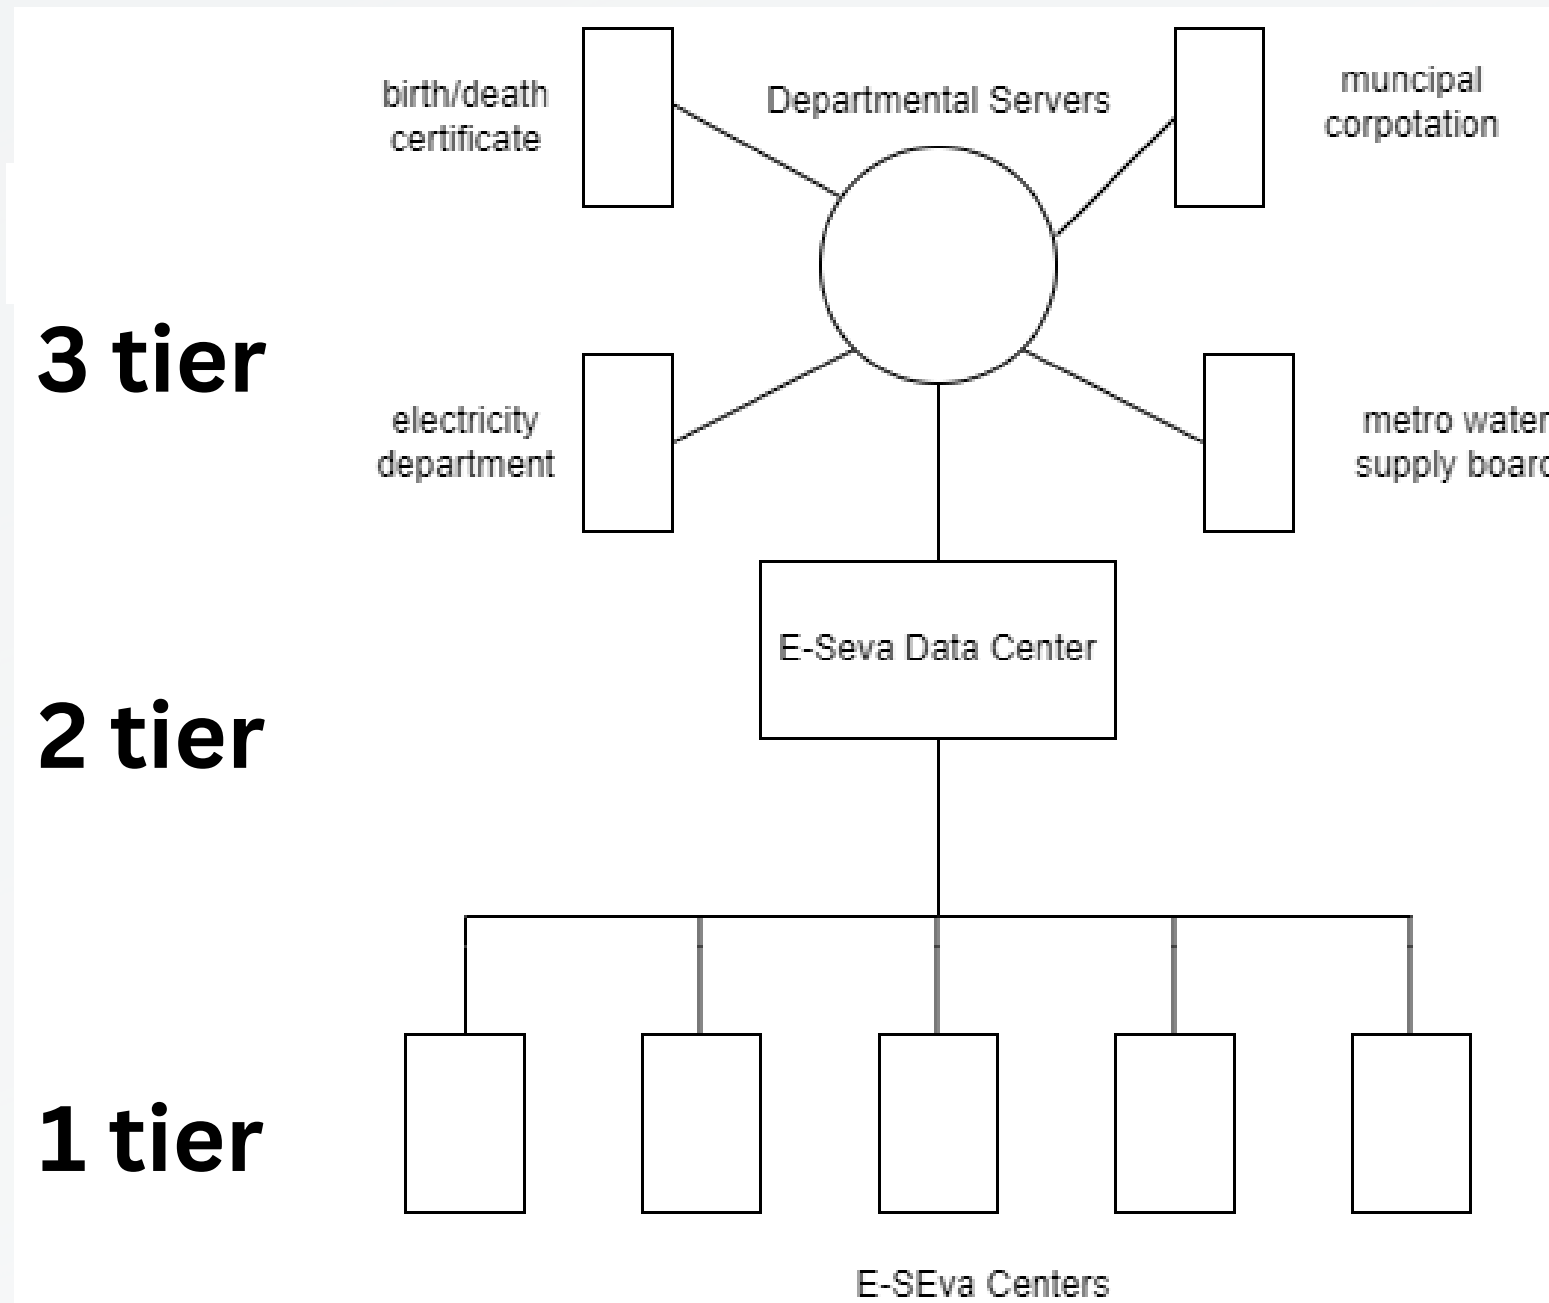 birth/death
certificate
Departmental Servers
muncipal
corpotation
3 tier
electricity
department
metro water
supply board
E-Seva Data Center
2 tier
1 tier
E-SEva Centers